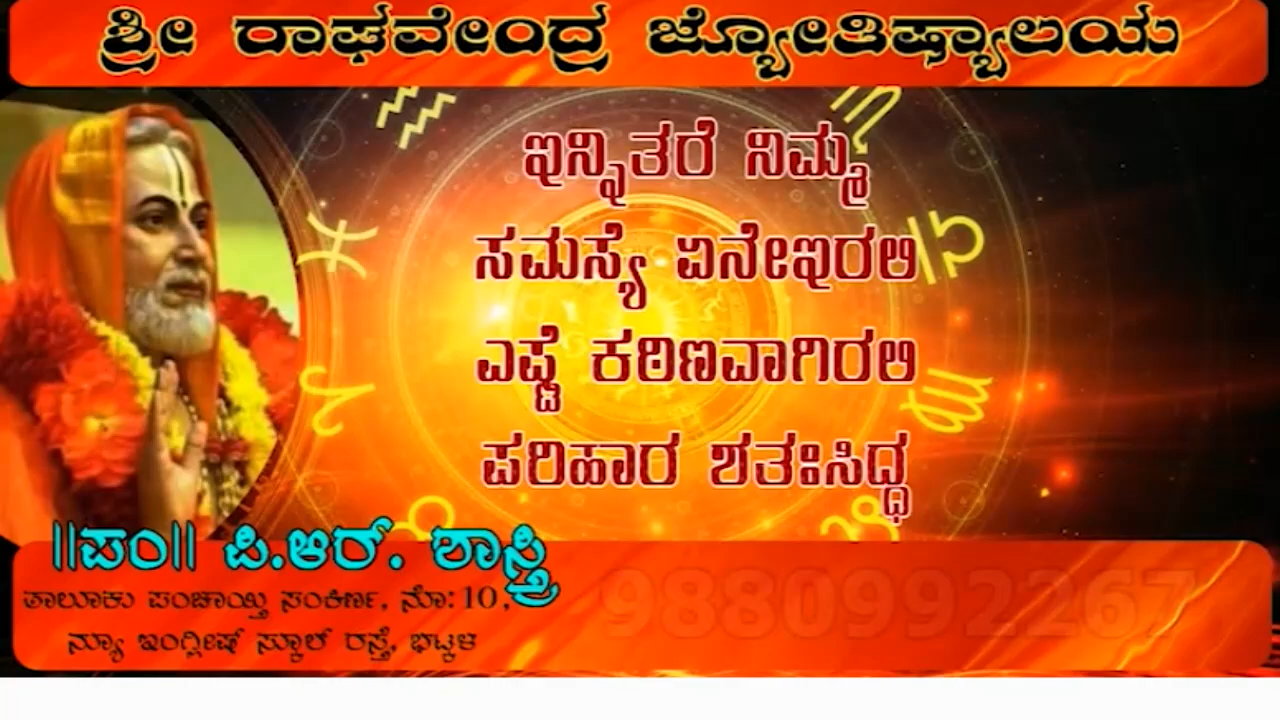 ಶ್ರೀ ರಾಘವೇಂದ್ರ ಜ್ಯೋತಿಷ್ಯಾಲಯ
ಇನ್ನಿತರೆ ನಿಮ್ಮ
ಸಮಸ್ಯೆ ಏನೇಇರಲಿ
ಎಷ್ಟೆ ಕಠಿಣವಾಗಿರಲಿ
ಪರಿಹಾರ ಶತಃಸಿದ್ಧ
||ಪಂ|| ಪಿ.ಆರ್. ಶಾಸ್ತ್ರಿ
ತಾಲೂಕು ಪಂಚಾಯ್ತಿ ಸಂಕಿರ್ಣ, ನೊ: 10,
ನ್ಯೂ ಇಂಗ್ಲೀಷ್ ಸ್ಕೂಲ್ ರಸ್ತೆ, ಭಟ್ಕಳ
9880992267